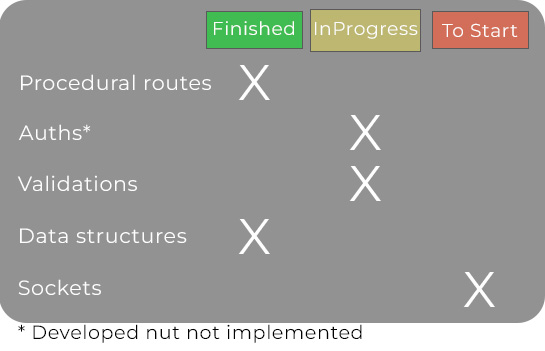 Finished InProgress To Start
Procedural routes X
Auths* X
Validations X
Data structures X
Sockets X
* Developed nut not implemented